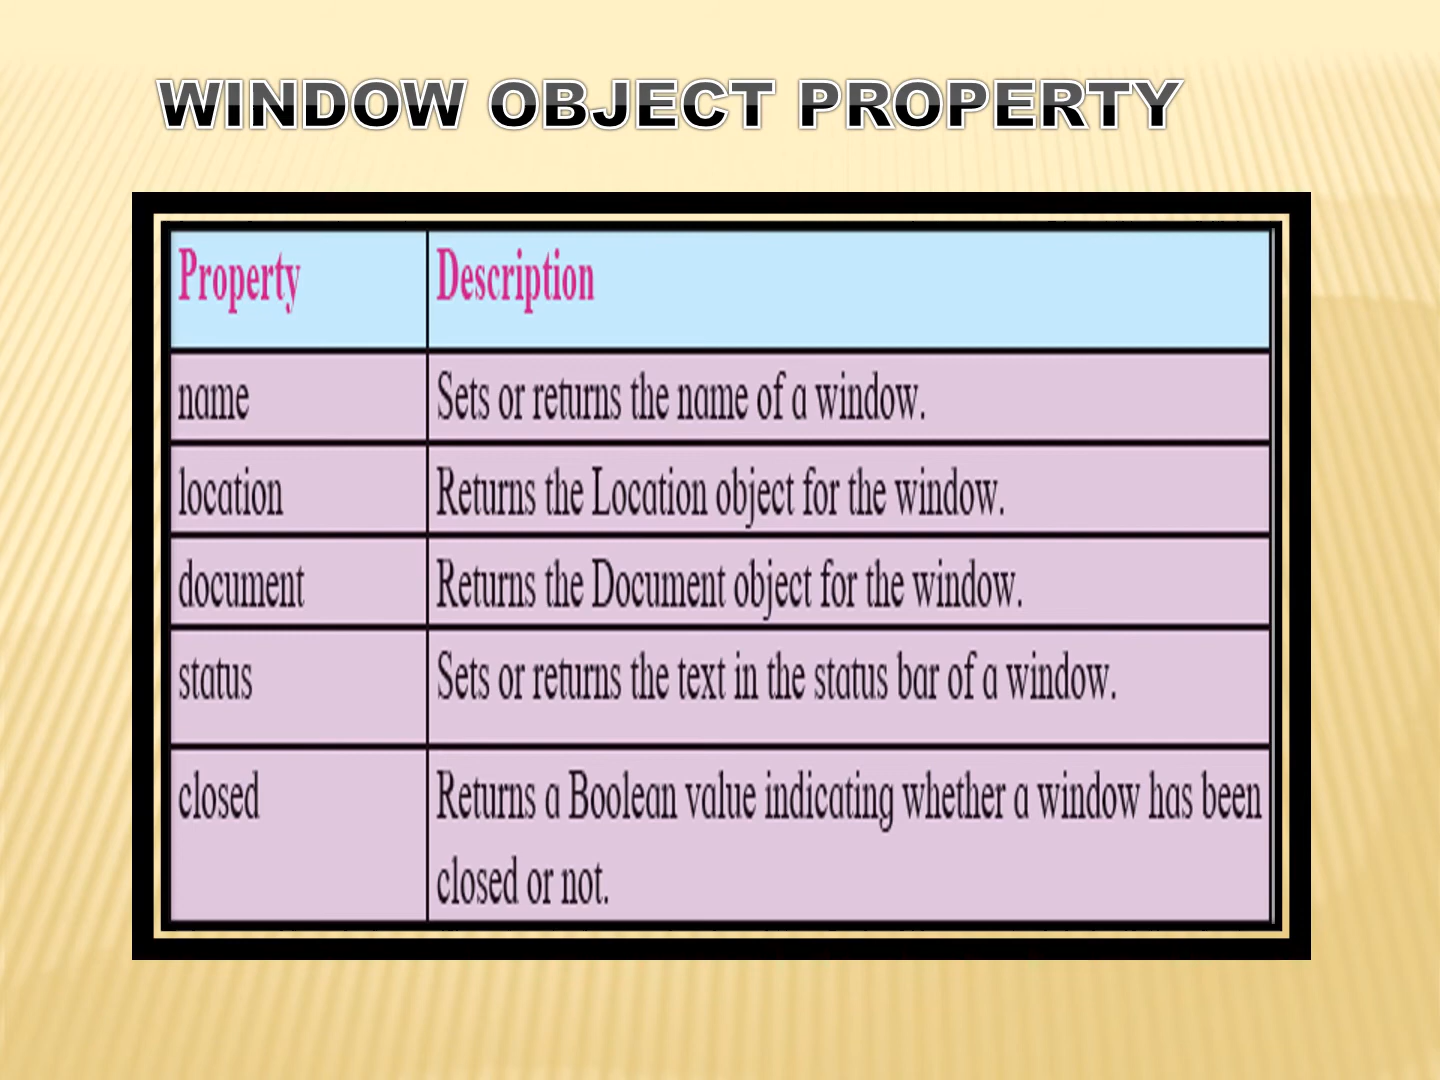 WINDOW OBJECT PROPERTY
Property Description
name Sets or returns the name of a window.
location Returns the Location object for the window.
document Returns the Document object for the window.
status Sets or returns the text in the status bar of a window.
closed Returns a Boolean value indicating whether a window has been
closed or not.